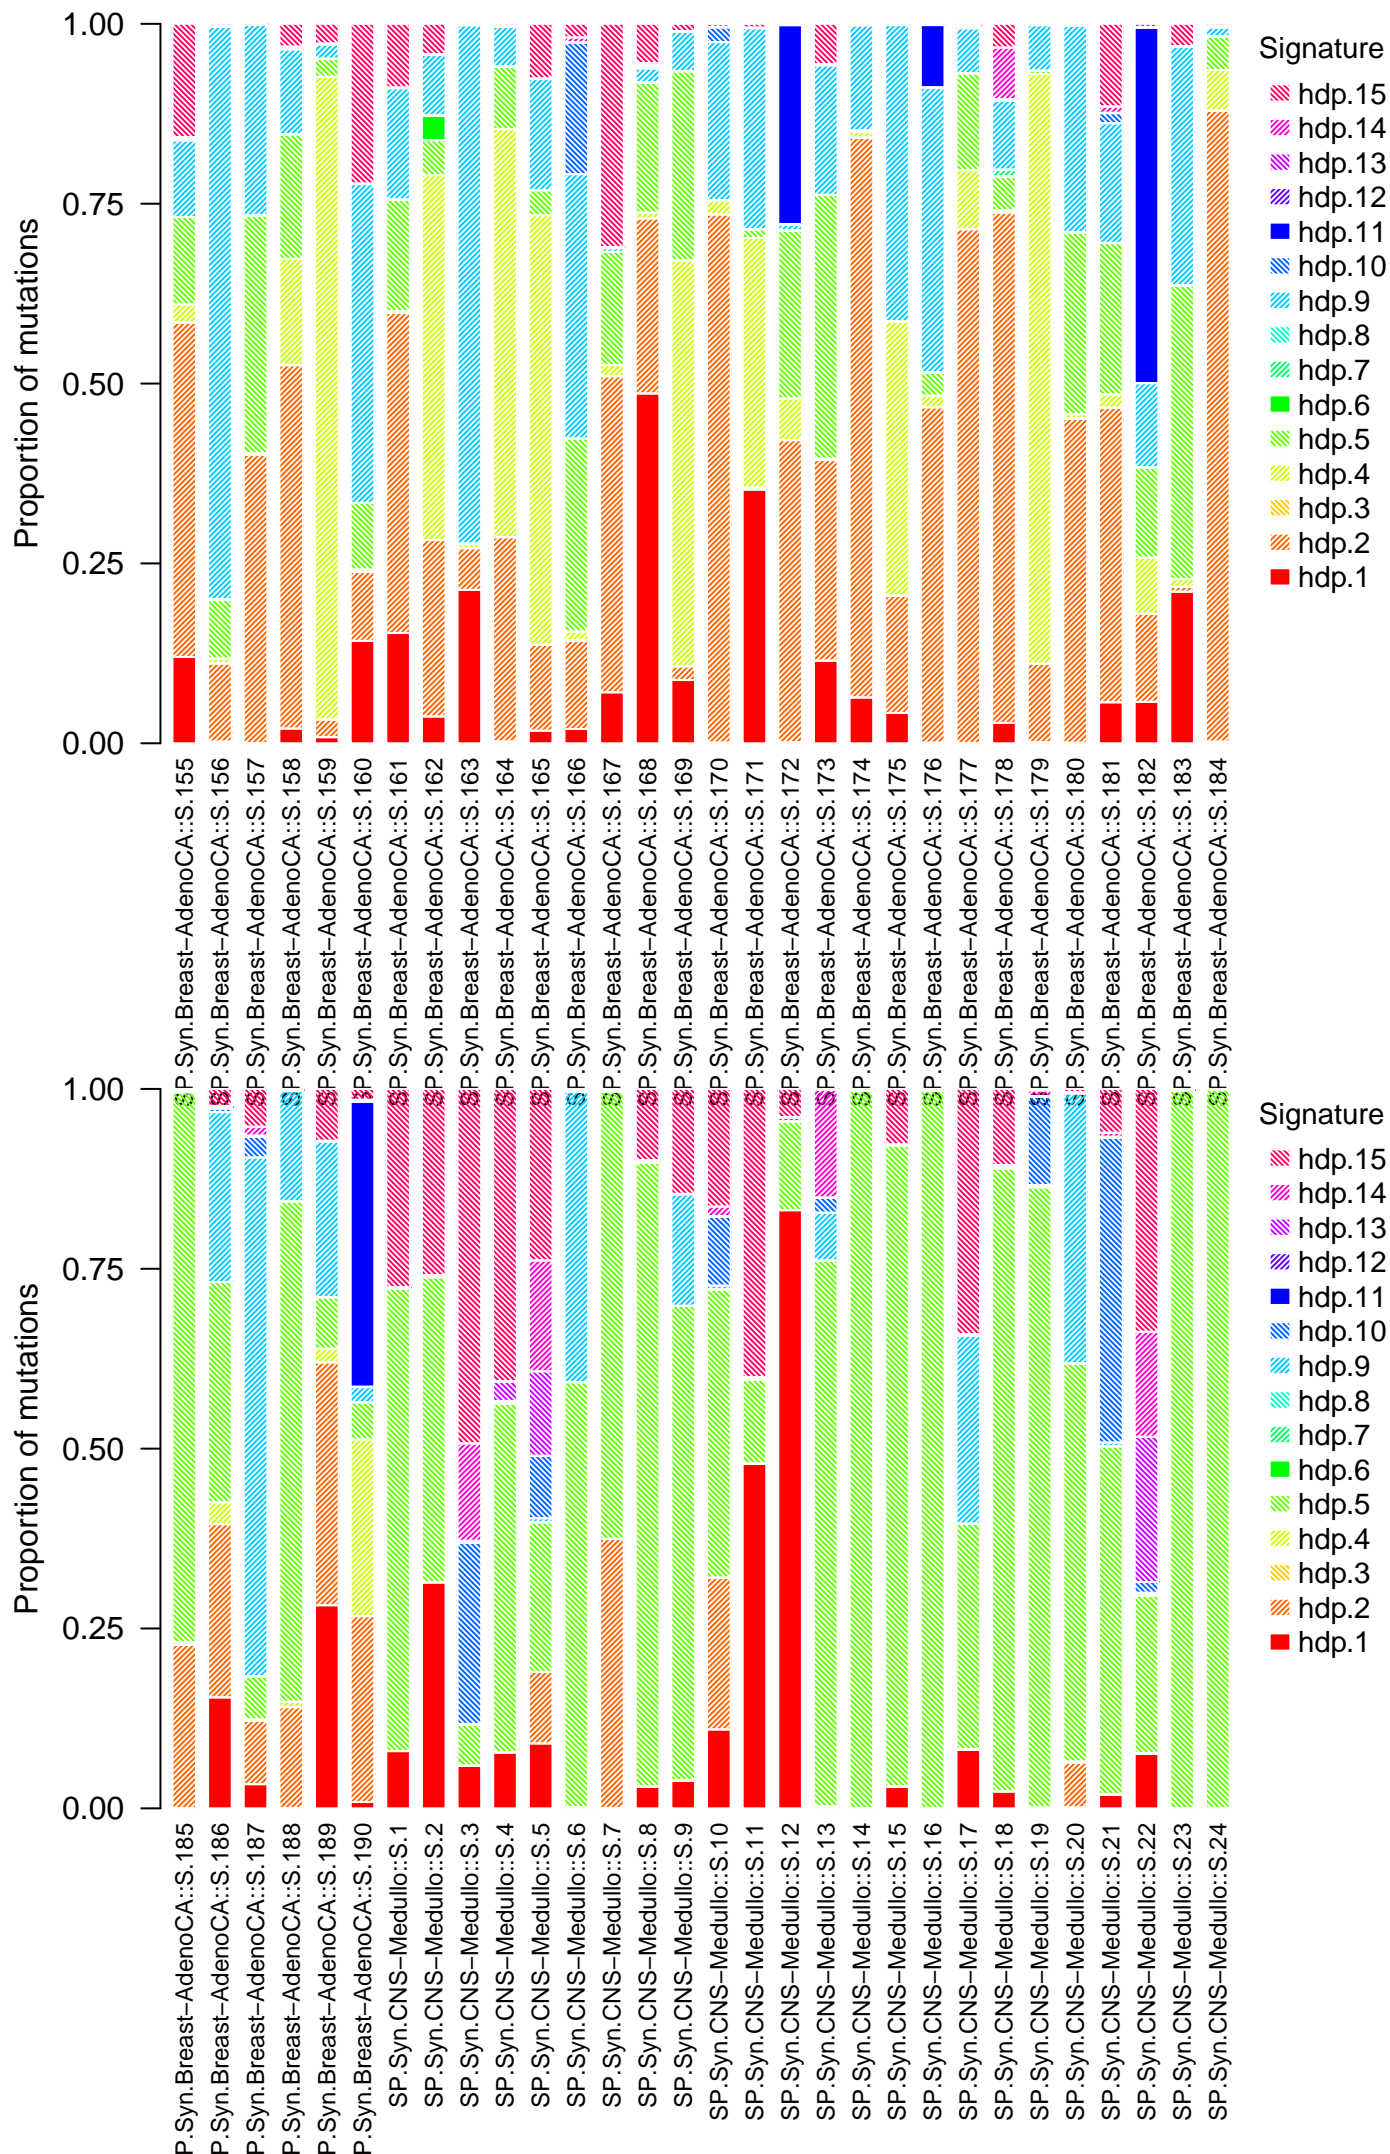 Proportion of mutations
1.00
0.75
0.50
0.25
0.00
SP.Syn.Breast−AdenoCA::S.155
SP.Syn.Breast−AdenoCA::S.156
SP.Syn.Breast−AdenoCA::S.157
SP.Syn.Breast−AdenoCA::S.158
SP.Syn.Breast−AdenoCA::S.159
SP.Syn.Breast−AdenoCA::S.160
SP.Syn.Breast−AdenoCA::S.161
SP.Syn.Breast−AdenoCA::S.162
SP.Syn.Breast−AdenoCA::S.163
SP.Syn.Breast−AdenoCA::S.164
SP.Syn.Breast−AdenoCA::S.165
SP.Syn.Breast−AdenoCA::S.166
SP.Syn.Breast−AdenoCA::S.167
SP.Syn.Breast−AdenoCA::S.168
SP.Syn.Breast−AdenoCA::S.169
SP.Syn.Breast−AdenoCA::S.170
SP.Syn.Breast−AdenoCA::S.171
SP.Syn.Breast−AdenoCA::S.172
SP.Syn.Breast−AdenoCA::S.173
SP.Syn.Breast−AdenoCA::S.174
SP.Syn.Breast−AdenoCA::S.175
SP.Syn.Breast−AdenoCA::S.176
SP.Syn.Breast−AdenoCA::S.177
SP.Syn.Breast−AdenoCA::S.178
SP.Syn.Breast−AdenoCA::S.179
SP.Syn.Breast−AdenoCA::S.180
SP.Syn.Breast−AdenoCA::S.181
SP.Syn.Breast−AdenoCA::S.182
SP.Syn.Breast−AdenoCA::S.183
SP.Syn.Breast−AdenoCA::S.184
Signature
hdp.15
hdp.14
hdp.13
hdp.12
hdp.11
hdp.10
hdp.9
hdp.8
hdp.7
hdp.6
hdp.5
hdp.4
hdp.3
hdp.2
hdp.1
Proportion of mutations
1.00
0.75
0.50
0.25
0.00
P.Syn.Breast−AdenoCA::S.185
P.Syn.Breast−AdenoCA::S.186
P.Syn.Breast−AdenoCA::S.187
P.Syn.Breast−AdenoCA::S.188
P.Syn.Breast−AdenoCA::S.189
P.Syn.Breast−AdenoCA::S.190
SP.Syn.CNS−Medullo::S.1
SP.Syn.CNS−Medullo::S.2
SP.Syn.CNS−Medullo::S.3
SP.Syn.CNS−Medullo::S.4
SP.Syn.CNS−Medullo::S.5
SP.Syn.CNS−Medullo::S.6
SP.Syn.CNS−Medullo::S.7
SP.Syn.CNS−Medullo::S.8
SP.Syn.CNS−Medullo::S.9
SP.Syn.CNS−Medullo::S.10
SP.Syn.CNS−Medullo::S.11
SP.Syn.CNS−Medullo::S.12
SP.Syn.CNS−Medullo::S.13
SP.Syn.CNS−Medullo::S.14
SP.Syn.CNS−Medullo::S.15
SP.Syn.CNS−Medullo::S.16
SP.Syn.CNS−Medullo::S.17
SP.Syn.CNS−Medullo::S.18
SP.Syn.CNS−Medullo::S.19
SP.Syn.CNS−Medullo::S.20
SP.Syn.CNS−Medullo::S.21
SP.Syn.CNS−Medullo::S.22
SP.Syn.CNS−Medullo::S.23
SP.Syn.CNS−Medullo::S.24
Signature
hdp.15
hdp.14
hdp.13
hdp.12
hdp.11
hdp.10
hdp.9
hdp.8
hdp.7
hdp.6
hdp.5
hdp.4
hdp.3
hdp.2
hdp.1